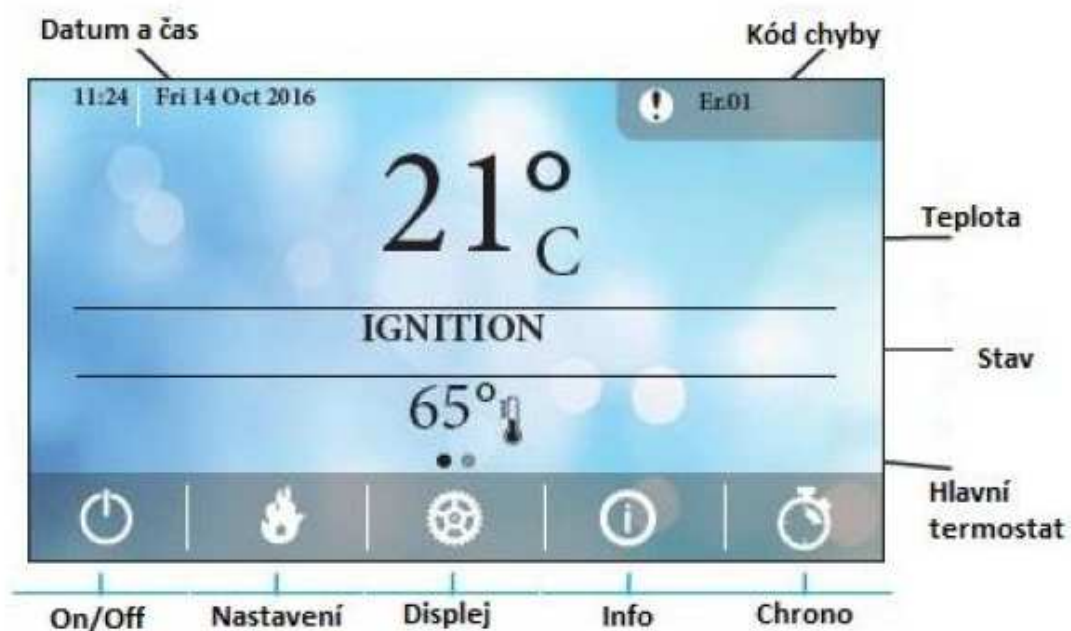 Datum a čas
Kód chyby
11:24 Fri 14 Oct 2016
Er.01
21°C
Teplota
IGNITION
Stav
65°
Hlavní
termostat
On/Off Nastavení Displej Info Chrono